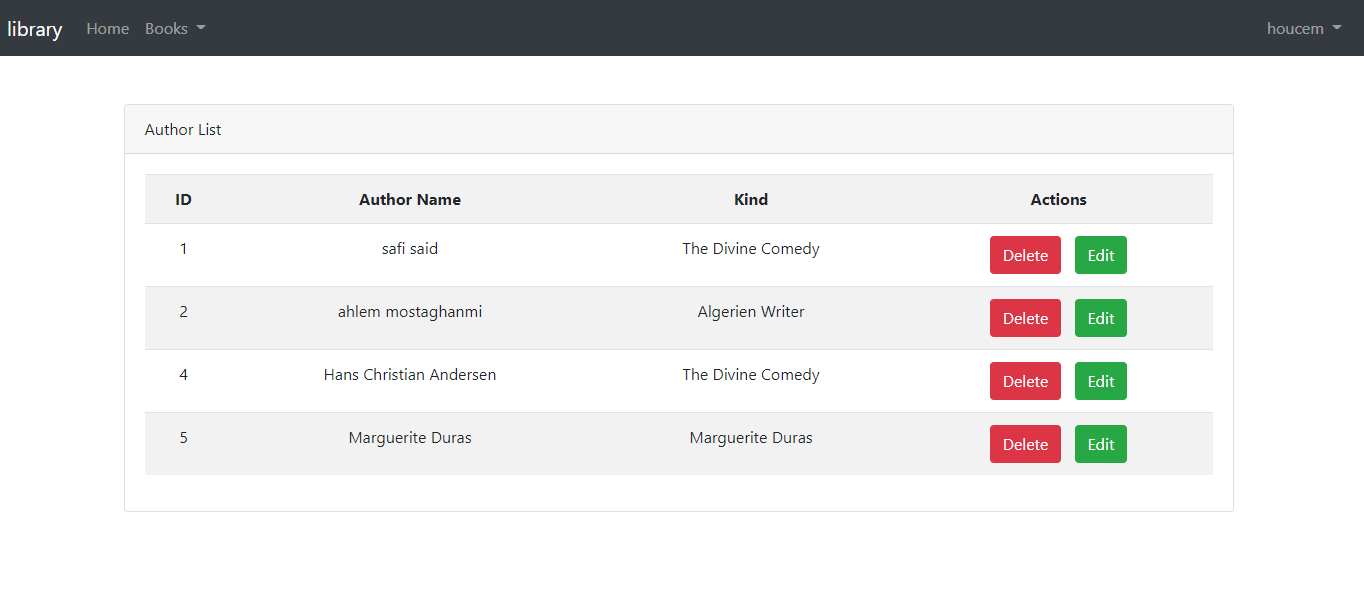 library Home Books houcem
Author List
ID Author Name Kind Actions
1 safi said The Divine Comedy Delete Edit
2 ahlem mostaghanmi Algerien Writer Delete Edit
4 Hans Christian Andersen The Divine Comedy Delete Edit
5 Marguerite Duras Marguerite Duras Delete Edit